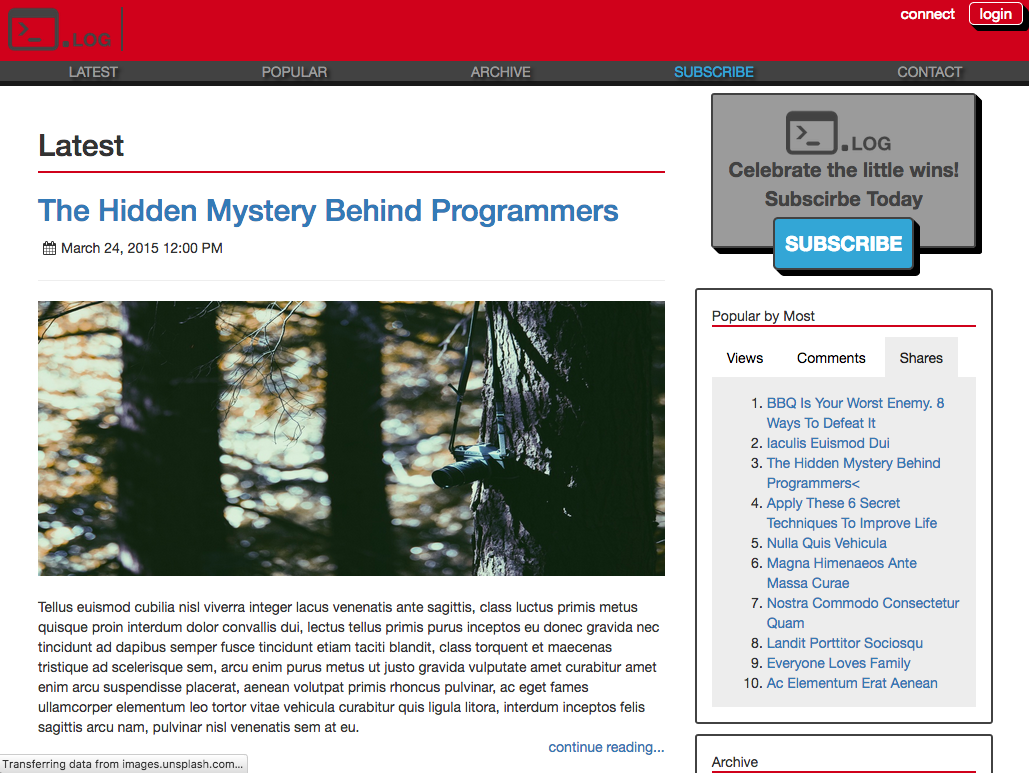 >_ .LOG
connect login
LATEST POPULAR ARCHIVE SUBSCRIBE CONTACT
Latest
The Hidden Mystery Behind Programmers
March 24, 2015 12:00 PM
Tellus euismod cubilia nisl viverra integer lacus venenatis ante sagittis, class luctus primis metus
quisque proin interdum dolor convallis dui, lectus tellus primis purus inceptos eu donec gravida nec
tincidunt ad dapibus semper fusce tincidunt etiam taciti blandit, class torquent et maecenas
tristique ad scelerisque sem, arcu enim purus metus ut justo gravida vulputate amet curabitur amet
enim arcu suspendisse placerat, aenean volutpat primis rhoncus pulvinar, ac eget fames
ullamcorper elementum leo tortor vitae vehicula curabitur quis ligula litora, interdum inceptos felis
sagittis arcu nam, pulvinar nisl venenatis sem at eu.
continue reading...
>_ .LOG
Celebrate the little wins!
Subscirbe Today
SUBSCRIBE
Popular by Most
Views Comments Shares
1. BBQ Is Your Worst Enemy. 8
Ways To Defeat It
2. Iaculis Euismod Dui
3. The Hidden Mystery Behind
Programmers<
4. Apply These 6 Secret
Techniques To Improve Life
5. Nulla Quis Vehicula
6. Magna Himenaeos Ante
Massa Curae
7. Nostra Commodo Consectetur
Quam
8. Landit Porttitor Sociosqu
9. Everyone Loves Family
10. Ac Elementum Erat Aenean
Archive
Transferring data from images.unsplash.com...